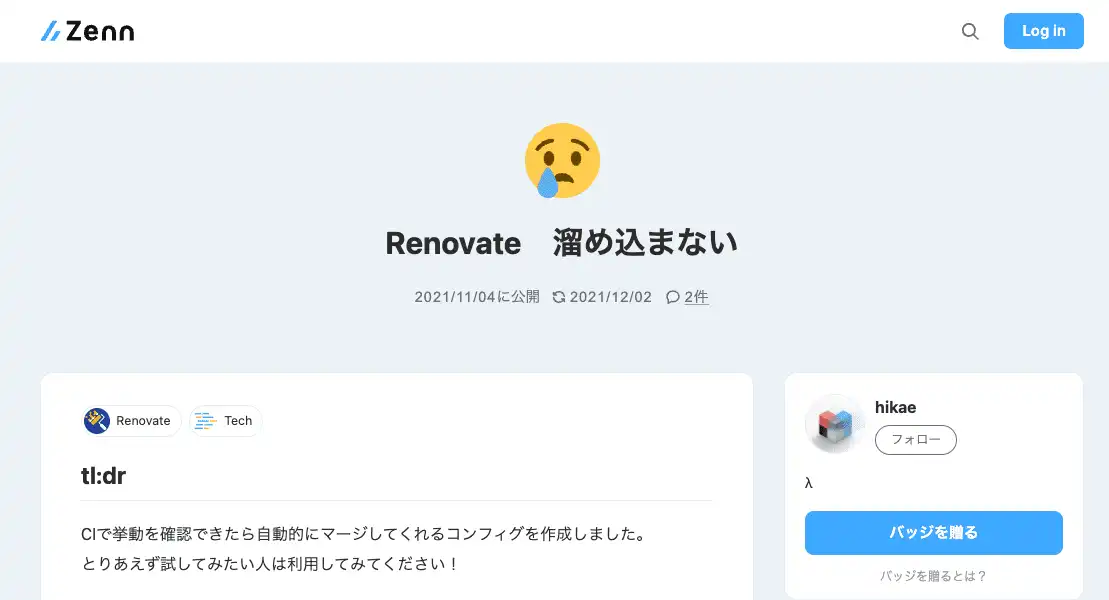 Zenn
Log in
Renovate　溜め込まない
2021/11/04に公開 2021/12/02 2件
Renovate Tech
tl:dr
CIで挙動を確認できたら自動的にマージしてくれるコンフィグを作成しました。
とりあえず試してみたい人は利用してみてください！
hikae
フォロー
λ
バッジを贈る
バッジを贈るとは？